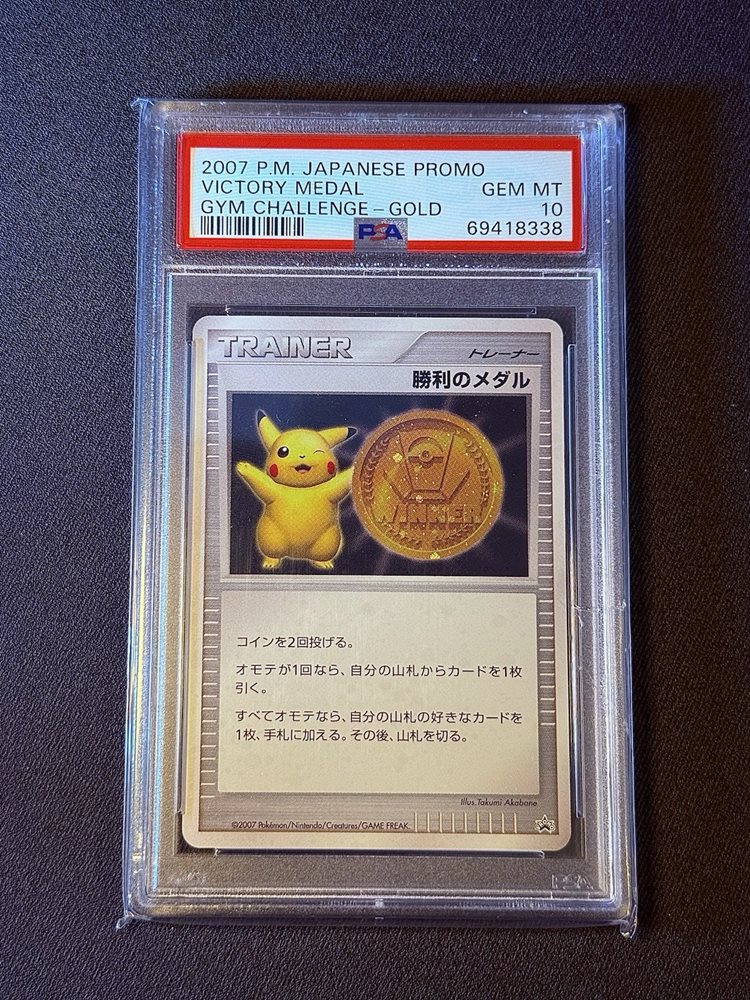 2007 P.M. JAPANESE PROMO
VICTORY MEDAL GEM MT
GYM CHALLENGE-GOLD 10
PSA 69418338
TRAINER トレーナー
勝利のメダル
WINNER
コインを2回投げる。
オモテが1回なら、自分の山札からカードを1枚
引く。
すべてオモテなら、自分の山札の好きなカードを
1枚、手札に加える。その後、山札を切る。
Illus.Takumi Akabane
©2007 Pokémon/Nintendo/Creatures/GAME FREAK.
PSA